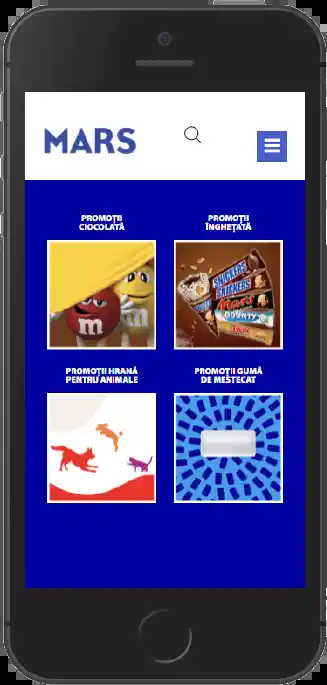 MARS
PROMOȚII
CIOCOLATĂ
PROMOȚII
ÎNGHEȚATĂ
m
SNICKERS
SNICKERS
Mars
BOUNTY
TWIX
PROMOȚII HRANĂ
PENTRU ANIMALE
PROMOȚII GUMĂ
DE MESTECAT